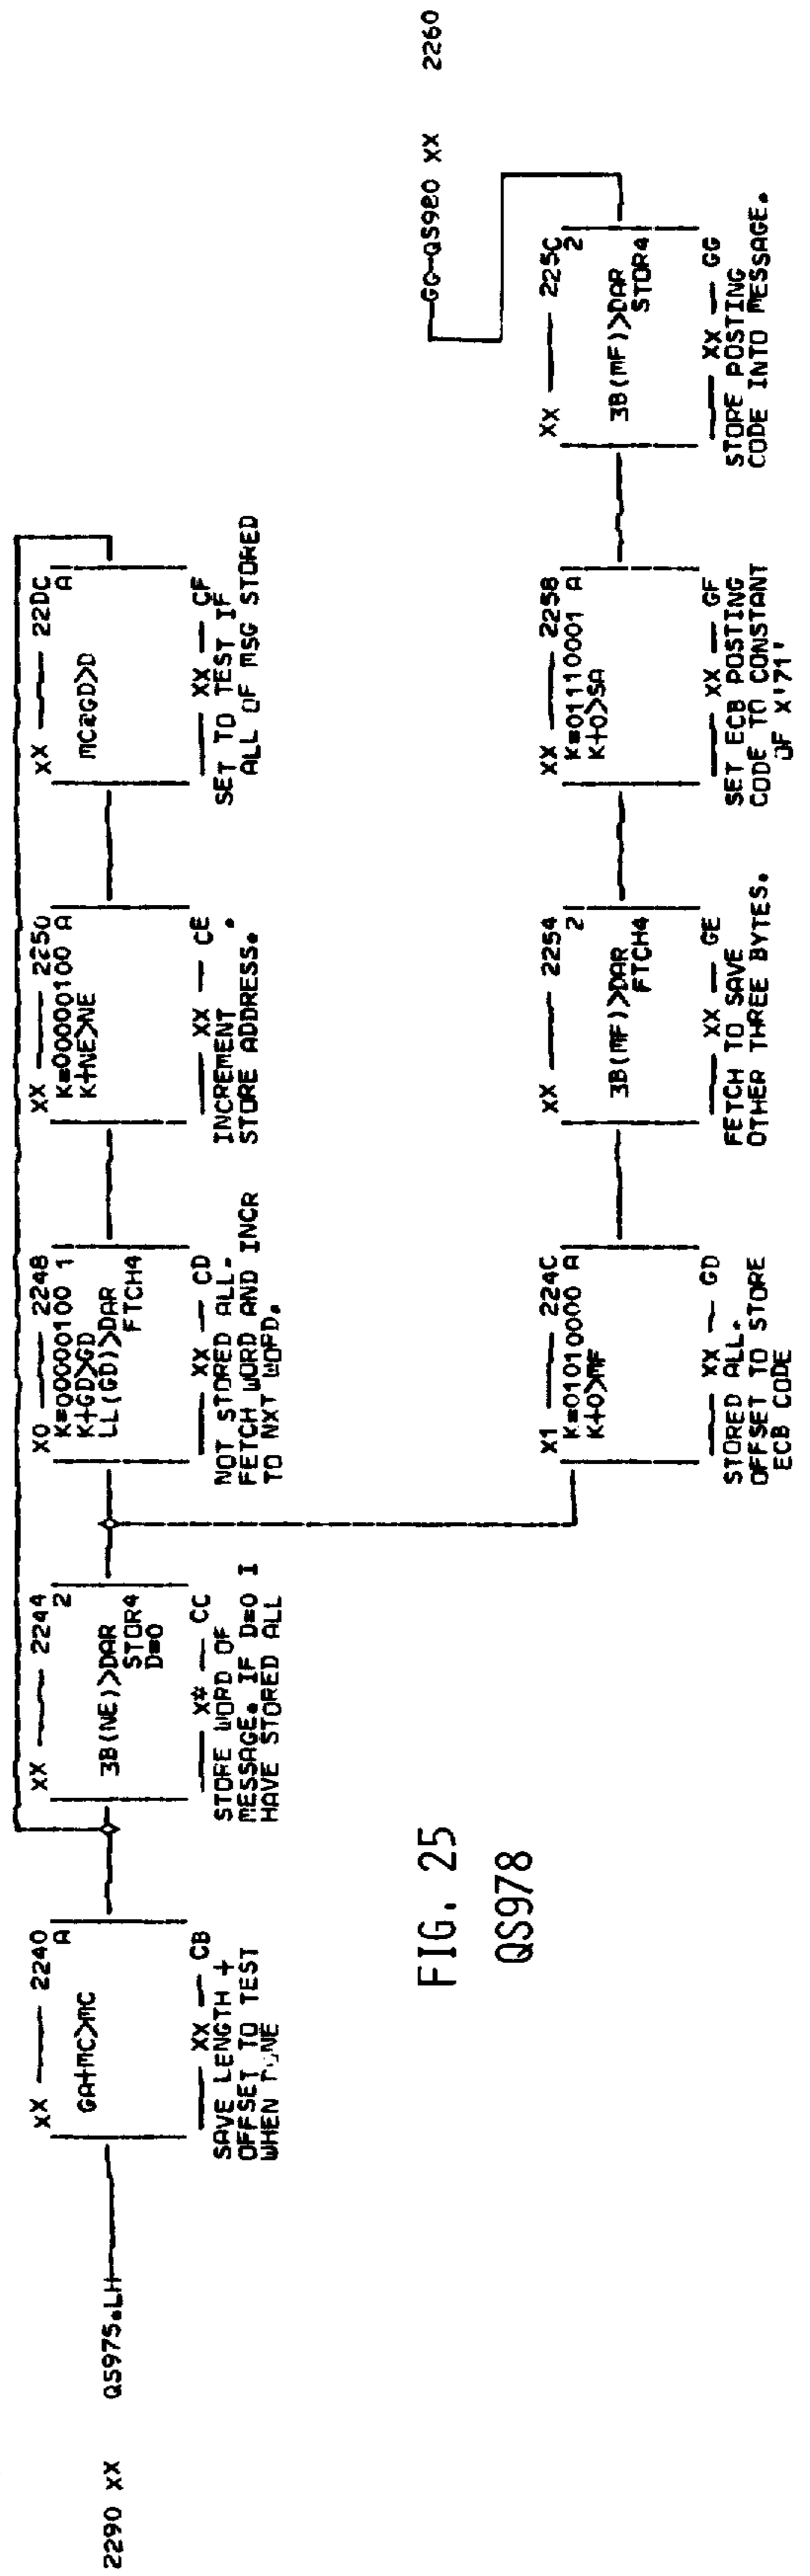 2290 XX QS975.LH
XX 2240
A
GA+MC>MC
XX CB
SAVE LENGTH +
OFFSET TO TEST
WHEN
XX 2244
2
3B(NE)>DAR
STOR4
D=0
X* CC
STORE WORD OF
MESSAGE. IF D=0 I
HAVE STORED ALL
X0 2248
K=00000100 1
K+GD>GD
LL(GD)>DAR
FTCH4
XX CD
NOT STORED ALL-
FETCH WORD AND INCR
TO NXT WORD.
XX 2250
K=00000100 A
K+NE>NE
XX CE
INCREMENT .
STORE ADDRESS.
XX 22DC
A
MC@GD>D
XX CF
SET TO TEST IF
ALL OF MSG STORED
X1 224C
K=01010000 A
K+0>MF
XX GD
STORED ALL.
OFFSET TO STORE
ECB CODE
XX 2254
2
3B(MF)>DAR
FTCH4
XX GE
FETCH TO SAVE
OTHER THREE BYTES.
XX 2258
K=01110001 A
K+0>SA
XX GF
SET ECB POSTING
CODE TO CONSTANT
OF X'71'
XX 225C
2
3B(MF)>DAR
STOR4
XX GG
STORE POSTING
CODE INTO MESSAGE.
GG-QS980 XX 2260
FIG. 25
QS978